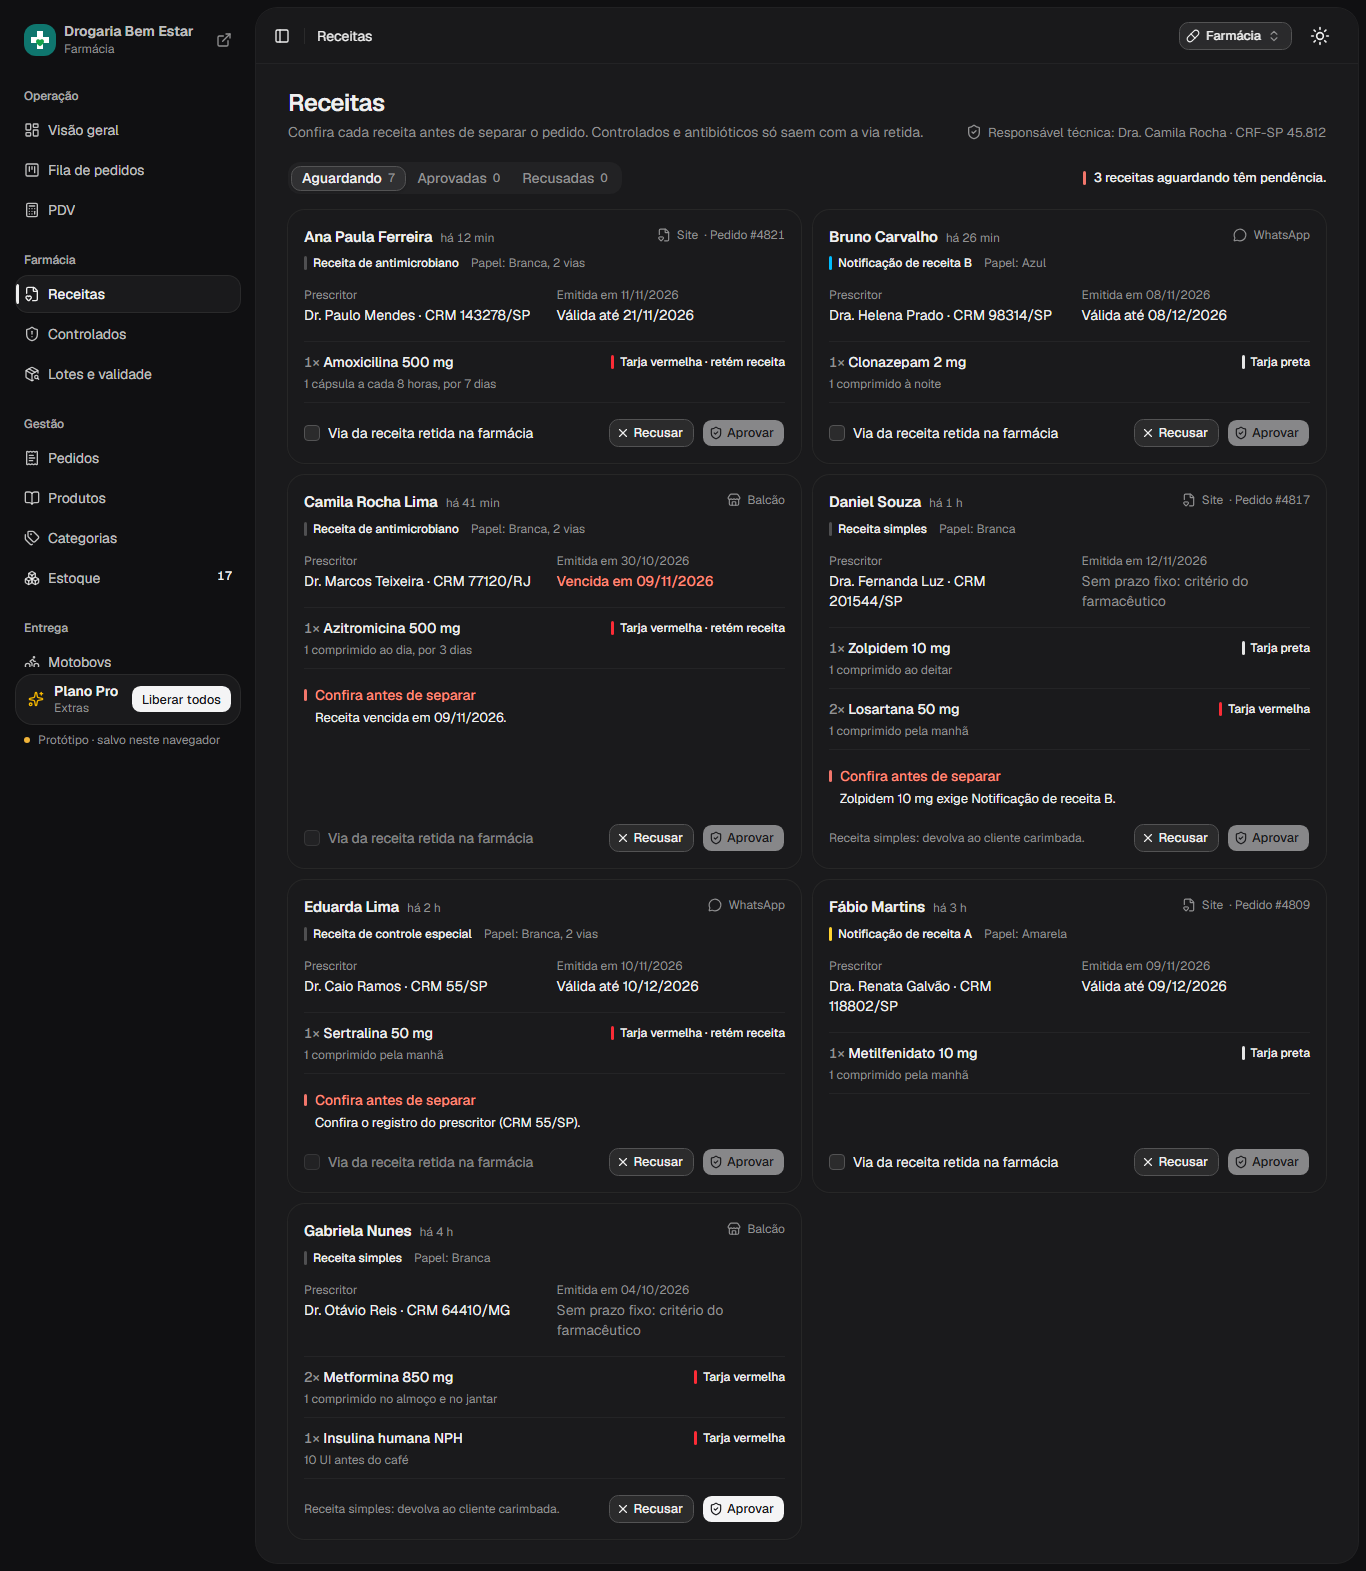 Drogaria Bem Estar
Farmácia
Operação
Visão geral
Fila de pedidos
PDV
Farmácia
Receitas
Controlados
Lotes e validade
Gestão
Pedidos
Produtos
Categorias
Estoque 17
Entrega
Motoboys
Plano Pro
Extras
Liberar todos
Protótipo · salvo neste navegador
Receitas
Farmácia
Receitas
Confira cada receita antes de separar o pedido. Controlados e antibióticos só saem com a via retida.
Responsável técnica: Dra. Camila Rocha · CRF-SP 45.812
Aguardando 7 Aprovadas 0 Recusadas 0
3 receitas aguardando têm pendência.
Ana Paula Ferreira há 12 min Site · Pedido #4821
Receita de antimicrobiano Papel: Branca, 2 vias
Prescritor Emitida em 11/11/2026
Dr. Paulo Mendes · CRM 143278/SP Válida até 21/11/2026
1× Amoxicilina 500 mg Tarja vermelha · retém receita
1 cápsula a cada 8 horas, por 7 dias
Via da receita retida na farmácia Recusar Aprovar
Bruno Carvalho há 26 min WhatsApp
Notificação de receita B Papel: Azul
Prescritor Emitida em 08/11/2026
Dra. Helena Prado · CRM 98314/SP Válida até 08/12/2026
1× Clonazepam 2 mg Tarja preta
1 comprimido à noite
Via da receita retida na farmácia Recusar Aprovar
Camila Rocha Lima há 41 min Balcão
Receita de antimicrobiano Papel: Branca, 2 vias
Prescritor Emitida em 30/10/2026
Dr. Marcos Teixeira · CRM 77120/RJ Vencida em 09/11/2026
1× Azitromicina 500 mg Tarja vermelha · retém receita
1 comprimido ao dia, por 3 dias
Confira antes de separar
Receita vencida em 09/11/2026.
Via da receita retida na farmácia Recusar Aprovar
Daniel Souza há 1 h Site · Pedido #4817
Receita simples Papel: Branca
Prescritor Emitida em 12/11/2026
Dra. Fernanda Luz · CRM Sem prazo fixo: critério do
201544/SP farmacêutico
1× Zolpidem 10 mg Tarja preta
1 comprimido ao deitar
2× Losartana 50 mg Tarja vermelha
1 comprimido pela manhã
Confira antes de separar
Zolpidem 10 mg exige Notificação de receita B.
Receita simples: devolva ao cliente carimbada. Recusar Aprovar
Eduarda Lima há 2 h WhatsApp
Receita de controle especial Papel: Branca, 2 vias
Prescritor Emitida em 10/11/2026
Dr. Caio Ramos · CRM 55/SP Válida até 10/12/2026
1× Sertralina 50 mg Tarja vermelha · retém receita
1 comprimido pela manhã
Confira antes de separar
Confira o registro do prescritor (CRM 55/SP).
Via da receita retida na farmácia Recusar Aprovar
Fábio Martins há 3 h Site · Pedido #4809
Notificação de receita A Papel: Amarela
Prescritor Emitida em 09/11/2026
Dra. Renata Galvão · CRM Válida até 09/12/2026
118802/SP
1× Metilfenidato 10 mg Tarja preta
1 comprimido pela manhã
Via da receita retida na farmácia Recusar Aprovar
Gabriela Nunes há 4 h Balcão
Receita simples Papel: Branca
Prescritor Emitida em 04/10/2026
Dr. Otávio Reis · CRM 64410/MG Sem prazo fixo: critério do
farmacêutico
2× Metformina 850 mg Tarja vermelha
1 comprimido no almoço e no jantar
1× Insulina humana NPH Tarja vermelha
10 UI antes do café
Receita simples: devolva ao cliente carimbada. Recusar Aprovar